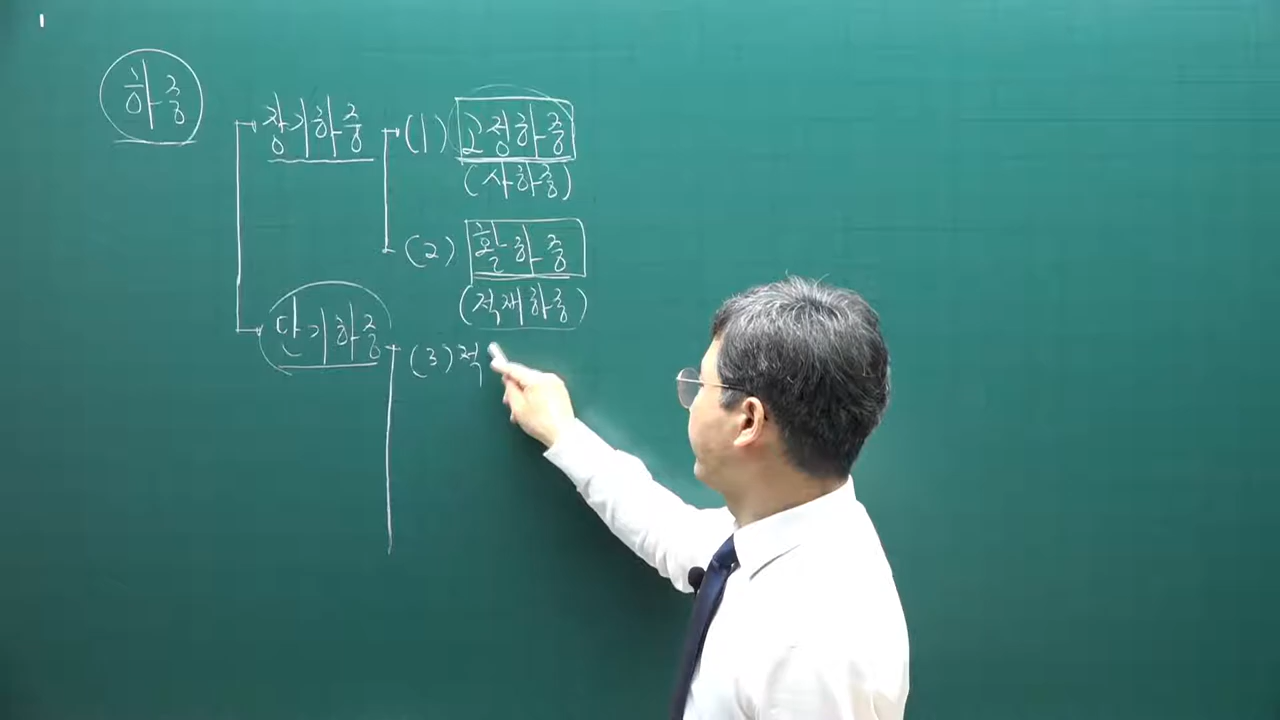 하중
장기하중 (1) 고정하중
(사하중)
(2) 활하중
(적재하중)
단기하중 (3) 적